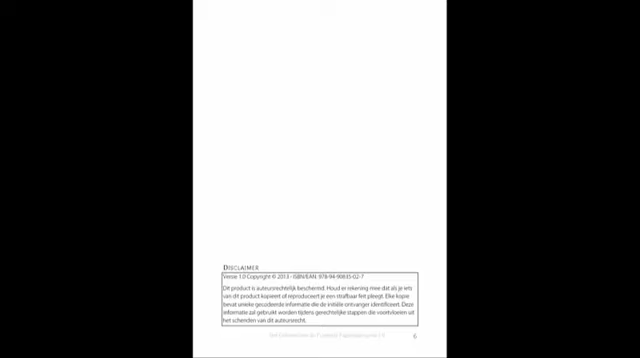 DISCLAIMER
Versie 1.0 Copyright © 2013 - ISBN/EAN: 978-94-90835-02-7
Dit product is auteursrechtelijk beschermd. Houd er rekening mee dat als je iets
van dit product kopieert of reproduceert je een strafbaar feit pleegt. Elke kopie
bevat unieke gecodeerde informatie die de initiële ontvanger identificeert. Deze
informatie zal gebruikt worden tijdens gerechtelijke stappen die voortvloeien uit
het schenden van dit auteursrecht.
6